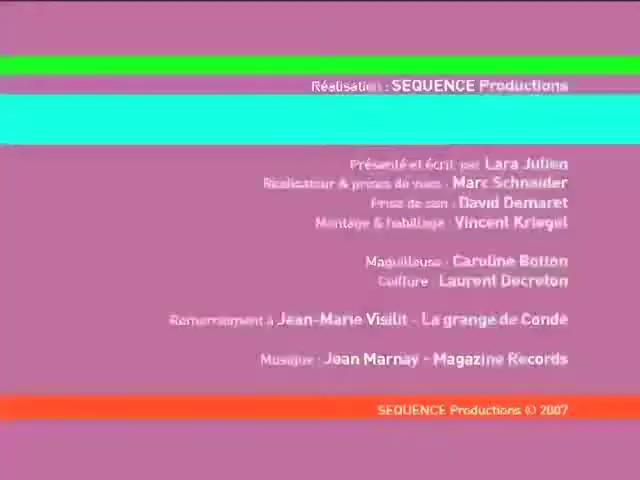 Réalisation : SEQUENCE Productions
Présenté et écrit par Lara Julien
Réalisateur & prises de vues : Marc Schneider
Prise de son : David Demaret
Montage & habillage : Vincent Kriegel
Maquilleuse : Caroline Botton
Coiffure : Laurent Decreton
Remerciement à Jean-Marie Visilit - La grange de Condé
Musique : Jean Marnay - Magazine Records
SEQUENCE Productions © 2007